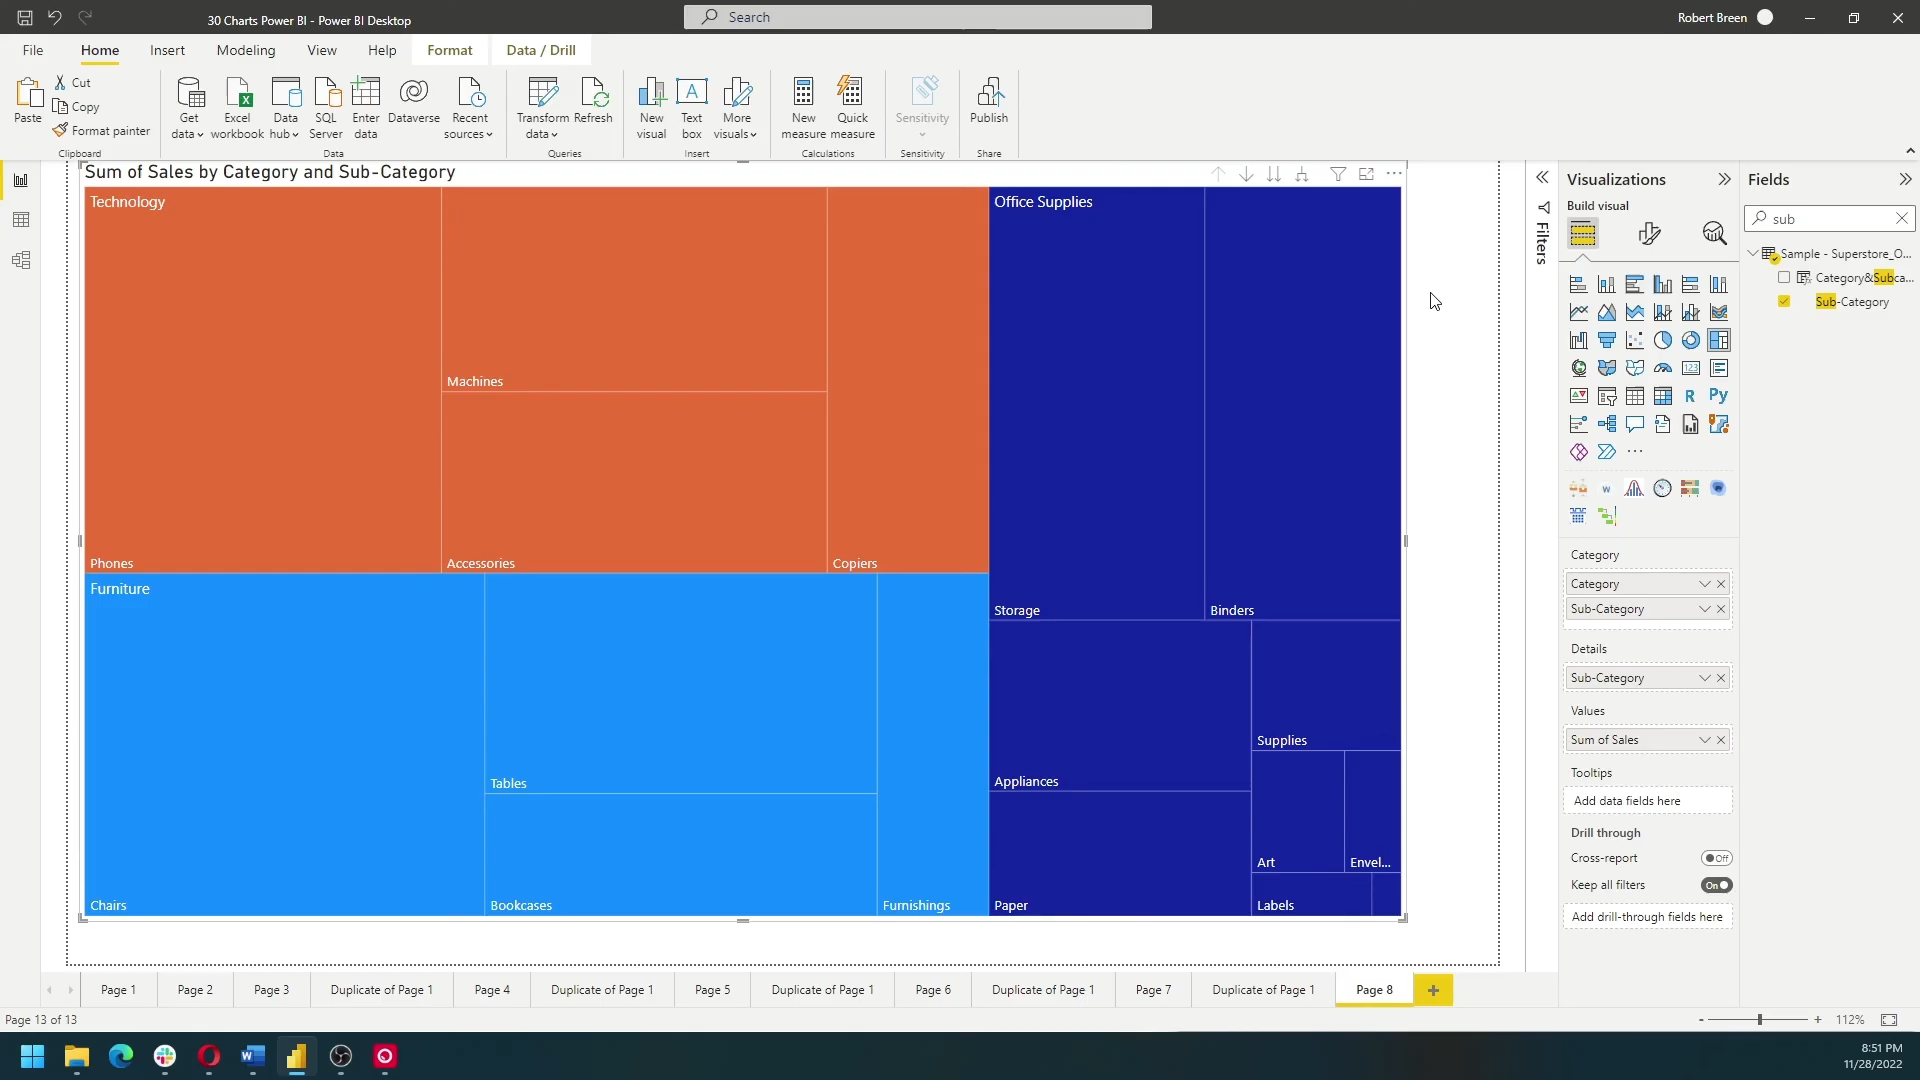 30 Charts Power BI - Power BI Desktop
Search
Robert Breen
File
Home
Insert
Modeling
View
Help
Format
Data / Drill
Paste
Cut
Copy
Format painter
Clipboard
Get
data
Excel
workbook
Data
hub
SQL
Server
Enter
data
Dataverse
Recent
sources
Data
Transform
data
Refresh
Queries
New
visual
Text
box
More
visuals
Insert
New
measure
Quick
measure
Calculations
Sensitivity
Sensitivity
Publish
Share
Sum of Sales by Category and Sub-Category
Technology
Machines
Phones
Accessories
Copiers
Furniture
Tables
Chairs
Bookcases
Furnishings
Office Supplies
Storage
Binders
Appliances
Supplies
Art
Envel...
Paper
Labels
Filters
Visualizations
Build visual
123
R
Py
Category
Category
Sub-Category
Details
Sub-Category
Values
Sum of Sales
Tooltips
Add data fields here
Drill through
Cross-report
Off
Keep all filters
On
Add drill-through fields here
Fields
sub
Sample - Superstore_O...
Category&Subca...
Sub-Category
Page 1
Page 2
Page 3
Duplicate of Page 1
Page 4
Duplicate of Page 1
Page 5
Duplicate of Page 1
Page 6
Duplicate of Page 1
Page 7
Duplicate of Page 1
Page 8
Page 13 of 13
112%
8:51 PM
11/28/2022